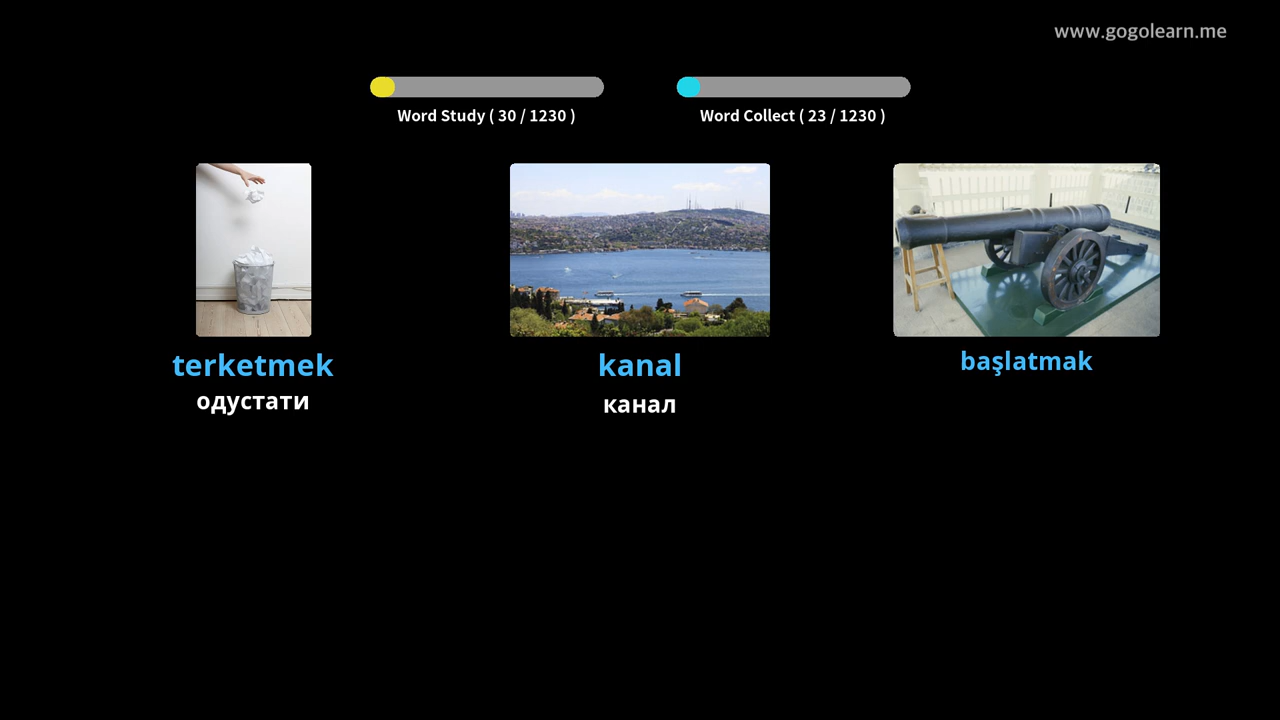 www.gogolearn.me
Word Study ( 30 / 1230 )
Word Collect ( 23 / 1230 )
terketmek
одустати
kanal
канал
başlatmak